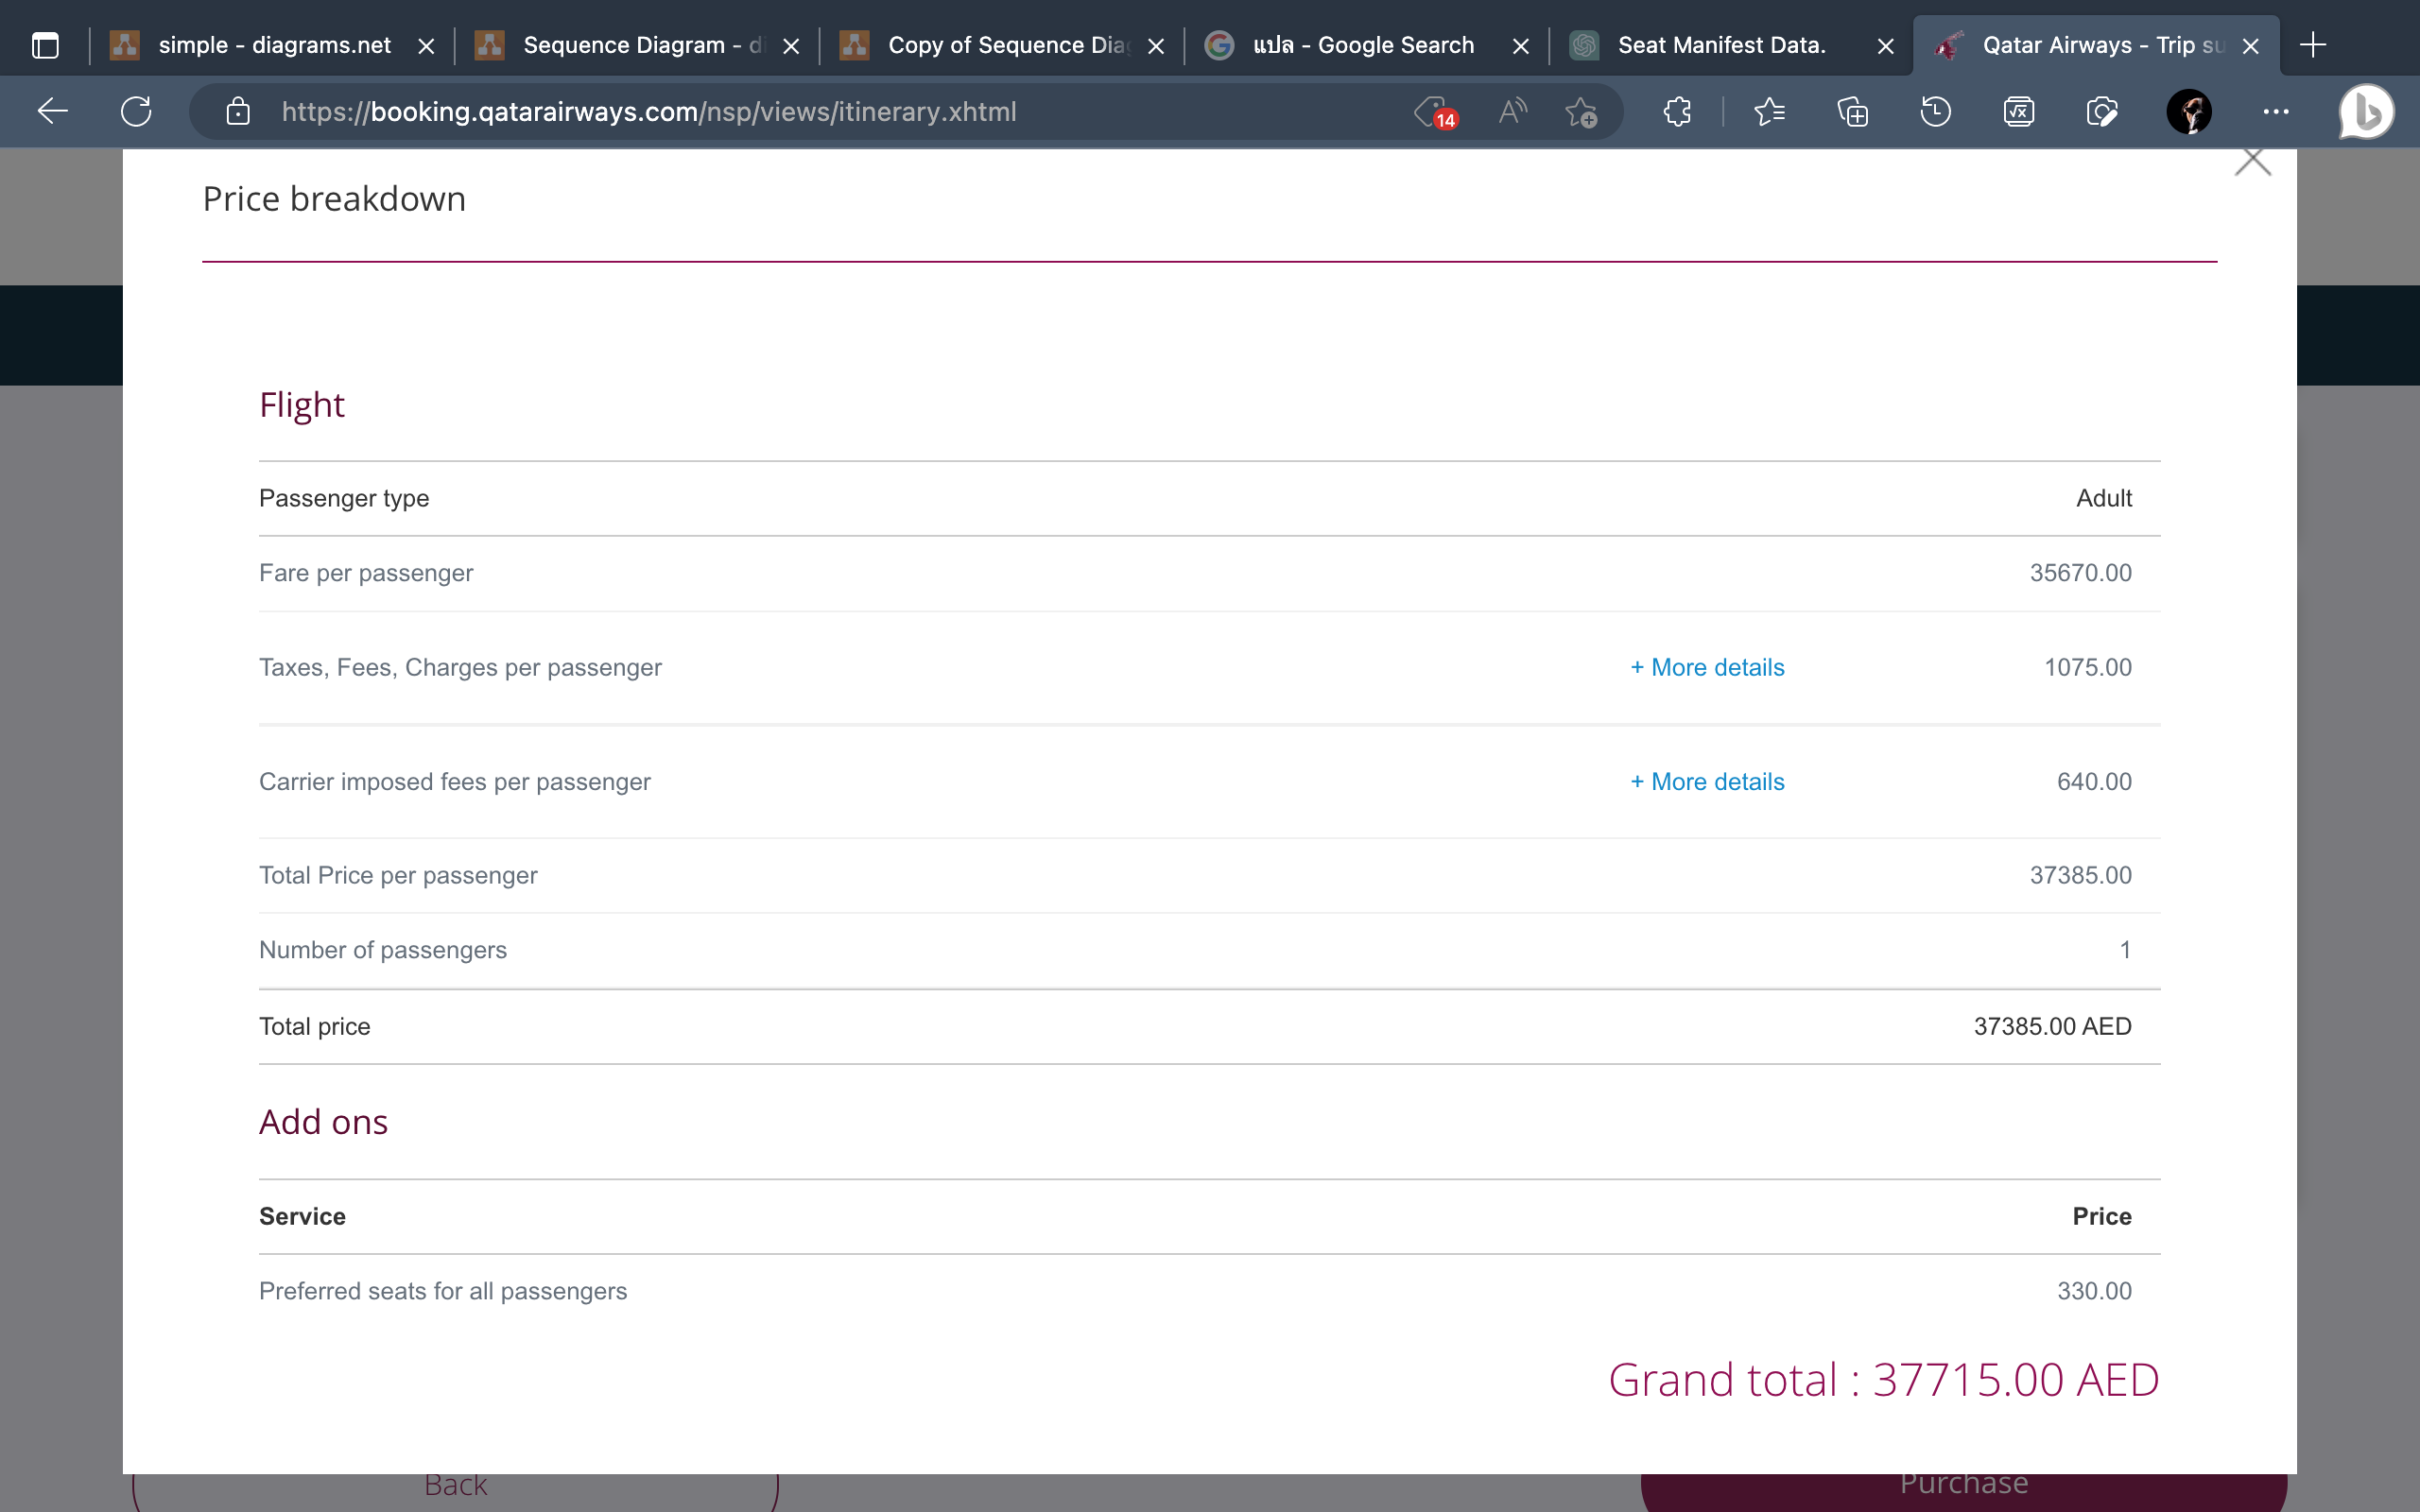 simple - diagrams.net
Sequence Diagram - d
Copy of Sequence Dia
แปล - Google Search
Seat Manifest Data.
Qatar Airways - Trip su
https://booking.qatarairways.com/nsp/views/itinerary.xhtml
14
Price breakdown
Flight
Passenger type Adult
Fare per passenger 35670.00
Taxes, Fees, Charges per passenger + More details 1075.00
Carrier imposed fees per passenger + More details 640.00
Total Price per passenger 37385.00
Number of passengers 1
Total price 37385.00 AED
Add ons
Service Price
Preferred seats for all passengers 330.00
Grand total : 37715.00 AED
Back Purchase